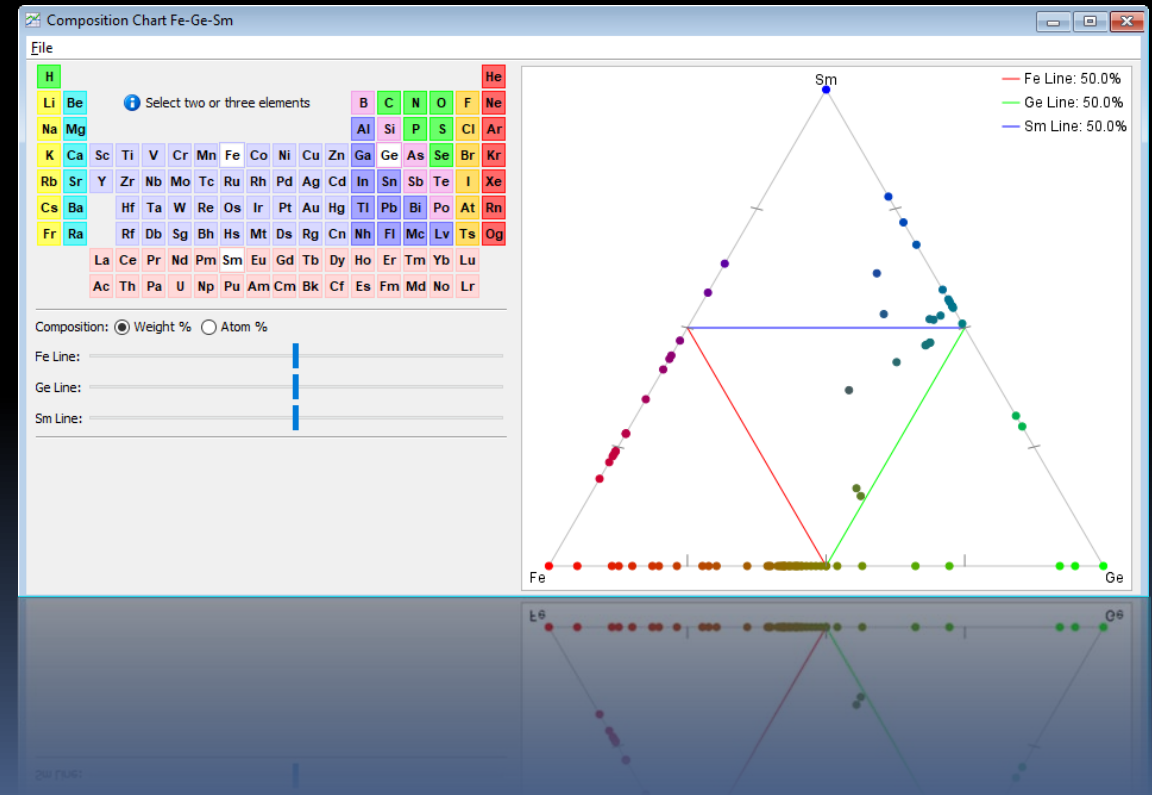 Composition Chart Fe-Ge-Sm
File
H He
Li Be Select two or three elements B C N O F Ne
Na Mg Al Si P S Cl Ar
K Ca Sc Ti V Cr Mn Fe Co Ni Cu Zn Ga Ge As Se Br Kr
Rb Sr Y Zr Nb Mo Tc Ru Rh Pd Ag Cd In Sn Sb Te I Xe
Cs Ba Hf Ta W Re Os Ir Pt Au Hg Tl Pb Bi Po At Rn
Fr Ra Rf Db Sg Bh Hs Mt Ds Rg Cn Nh Fl Mc Lv Ts Og
La Ce Pr Nd Pm Sm Eu Gd Tb Dy Ho Er Tm Yb Lu
Ac Th Pa U Np Pu Am Cm Bk Cf Es Fm Md No Lr
Composition: Weight % Atom %
Fe Line:
Ge Line:
Sm Line:
Sm
Fe Line: 50.0%
Ge Line: 50.0%
Sm Line: 50.0%
Fe
Ge
Fe
Ge
Sm Line: